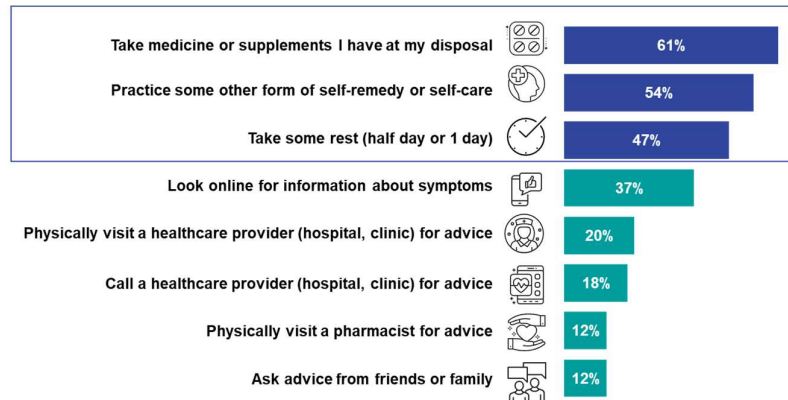 Take medicine or supplements I have at my disposal 61%
Practice some other form of self-remedy or self-care 54%
Take some rest (half day or 1 day) 47%
Look online for information about symptoms 37%
Physically visit a healthcare provider (hospital, clinic) for advice 20%
Call a healthcare provider (hospital, clinic) for advice 18%
Physically visit a pharmacist for advice 12%
Ask advice from friends or family 12%